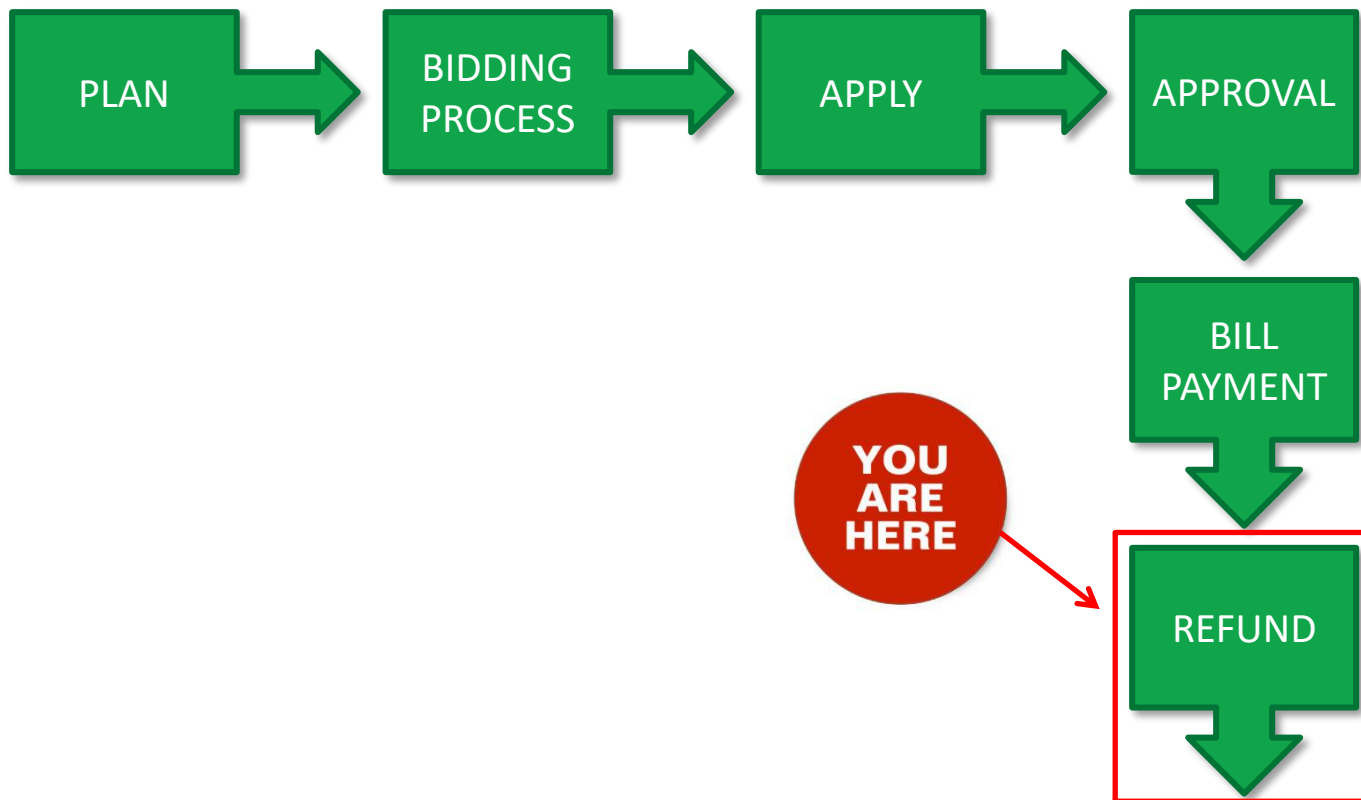 PLAN
BIDDING
PROCESS
APPLY
APPROVAL
BILL
PAYMENT
YOU
ARE
HERE
REFUND